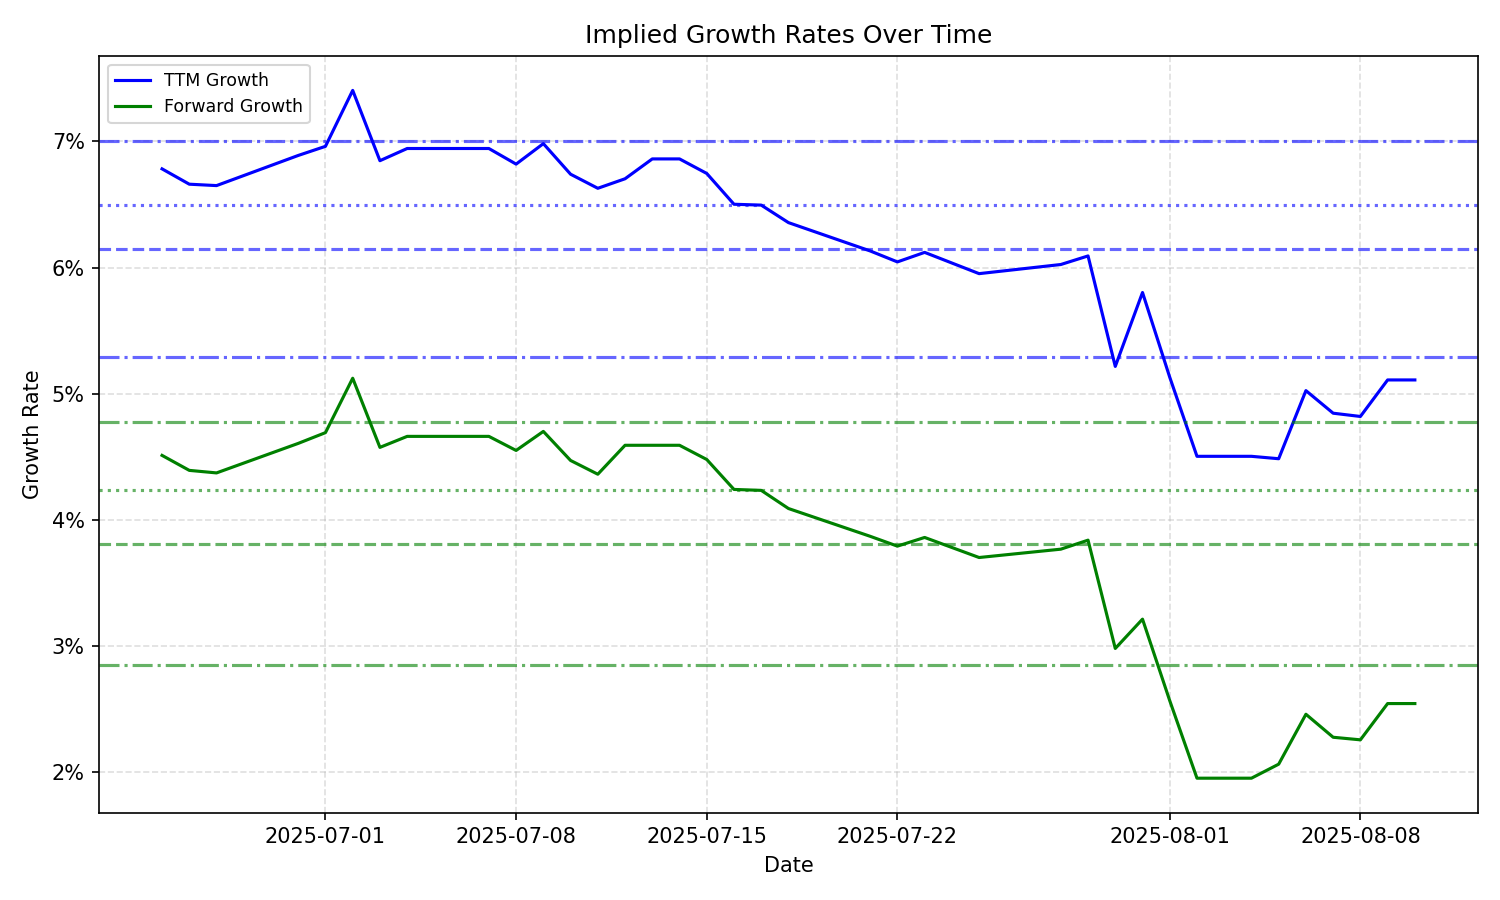 Implied Growth Rates Over Time
TTM Growth
Forward Growth
7%
6%
5%
4%
3%
2%
Growth Rate
2025-07-01
2025-07-08
2025-07-15
2025-07-22
2025-08-01
2025-08-08
Date